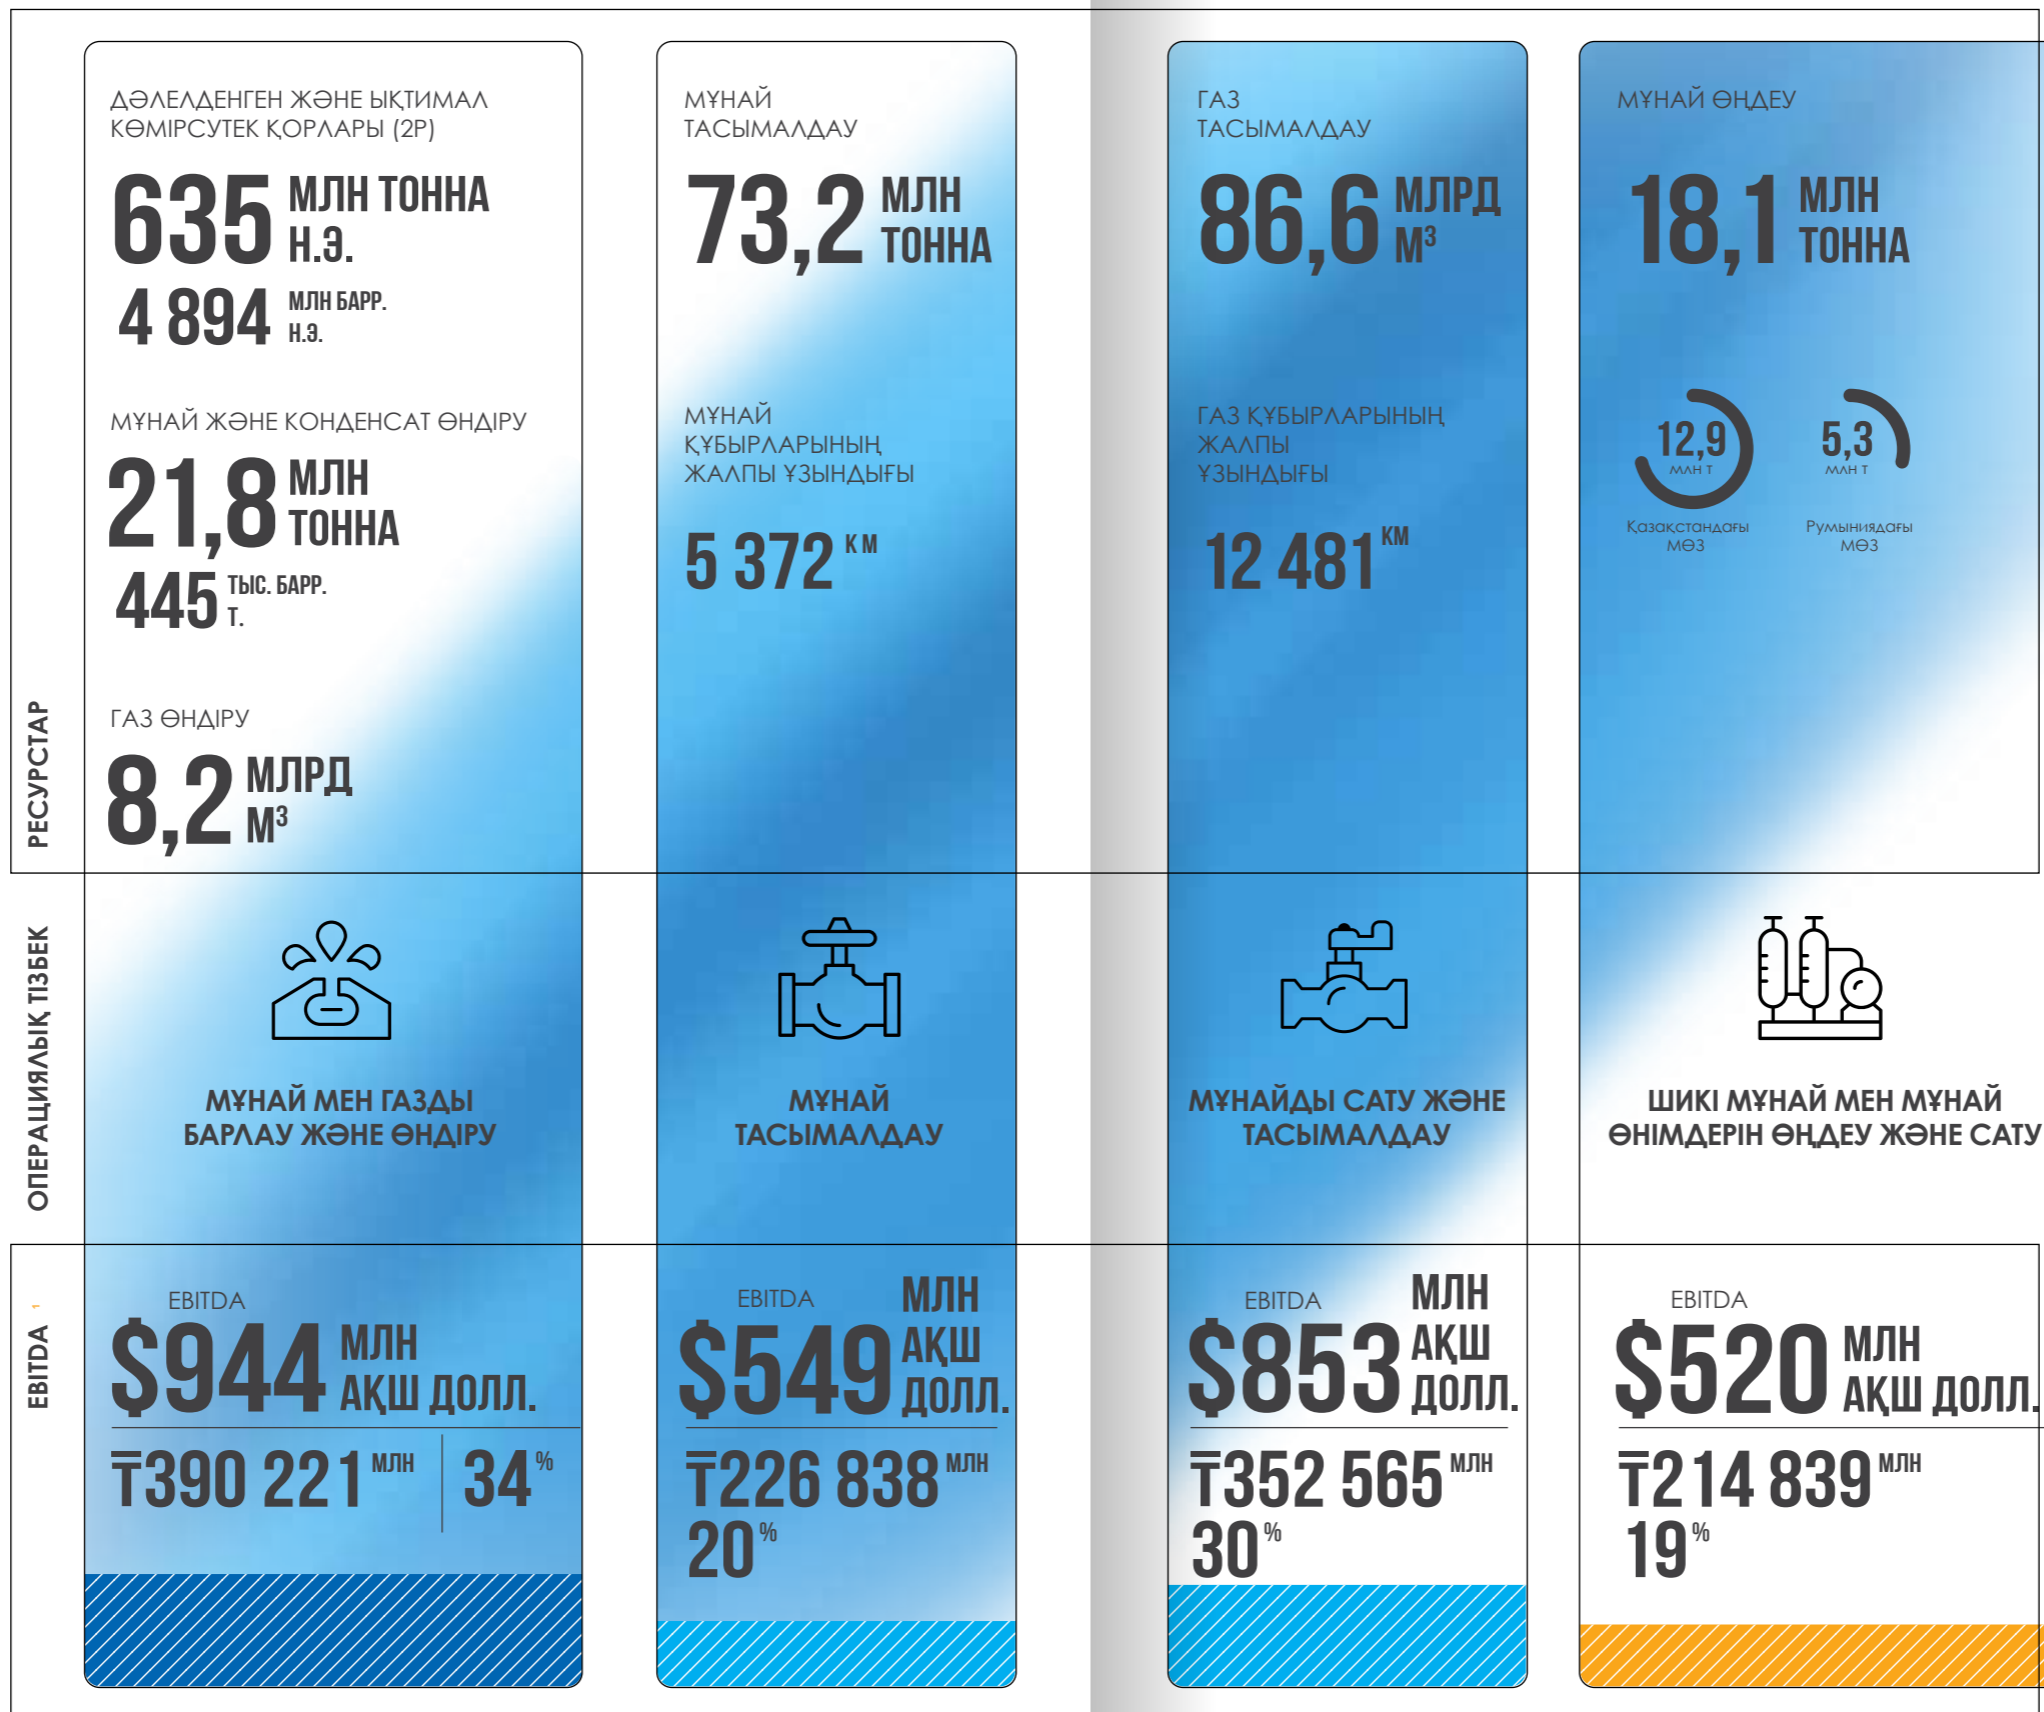 РЕСУРСТАР
ДӘЛЕЛДЕНГЕН ЖӘНЕ ЫҚТИМАЛ
КӨМІРСУТЕК ҚОРЛАРЫ (2Р)
635 МЛН ТОННА
Н.Э.
4 894 МЛН БАРР.
Н.Э.
МҰНАЙ ЖӘНЕ КОНДЕНСАТ ӨНДІРУ
21,8 МЛН
ТОННА
445 ТЫС. БАРР.
Т.
ГАЗ ӨНДІРУ
8,2 МЛРД
М³
МҰНАЙ
ТАСЫМАЛДАУ
73,2 МЛН
ТОННА
МҰНАЙ
ҚҰБЫРЛАРЫНЫҢ
ЖАЛПЫ ҰЗЫНДЫҒЫ
5 372 КМ
ГАЗ
ТАСЫМАЛДАУ
86,6 МЛРД
М³
ГАЗ ҚҰБЫРЛАРЫНЫҢ
ЖАЛПЫ
ҰЗЫНДЫҒЫ
12 481 КМ
МҰНАЙ ӨҢДЕУ
18,1 МЛН
ТОННА
12,9
МЛН Т
Қазақстандағы
МӨЗ
5,3
МЛН Т
Румыниядағы
МӨЗ
ОПЕРАЦИЯЛЫҚ ТІЗБЕК
МҰНАЙ МЕН ГАЗДЫ
БАРЛАУ ЖӘНЕ ӨНДІРУ
МҰНАЙ
ТАСЫМАЛДАУ
МҰНАЙДЫ САТУ ЖӘНЕ
ТАСЫМАЛДАУ
ШИКІ МҰНАЙ МЕН МҰНАЙ
ӨНІМДЕРІН ӨҢДЕУ ЖӘНЕ САТУ
EBITDA 1
EBITDA
$944 МЛН
АҚШ ДОЛЛ.
₸390 221 МЛН
34%
EBITDA
$549 МЛН
АҚШ
ДОЛЛ.
₸226 838 МЛН
20%
EBITDA
$853 МЛН
АҚШ
ДОЛЛ.
₸352 565 МЛН
30%
EBITDA
$520 МЛН
АҚШ ДОЛЛ.
₸214 839 МЛН
19%